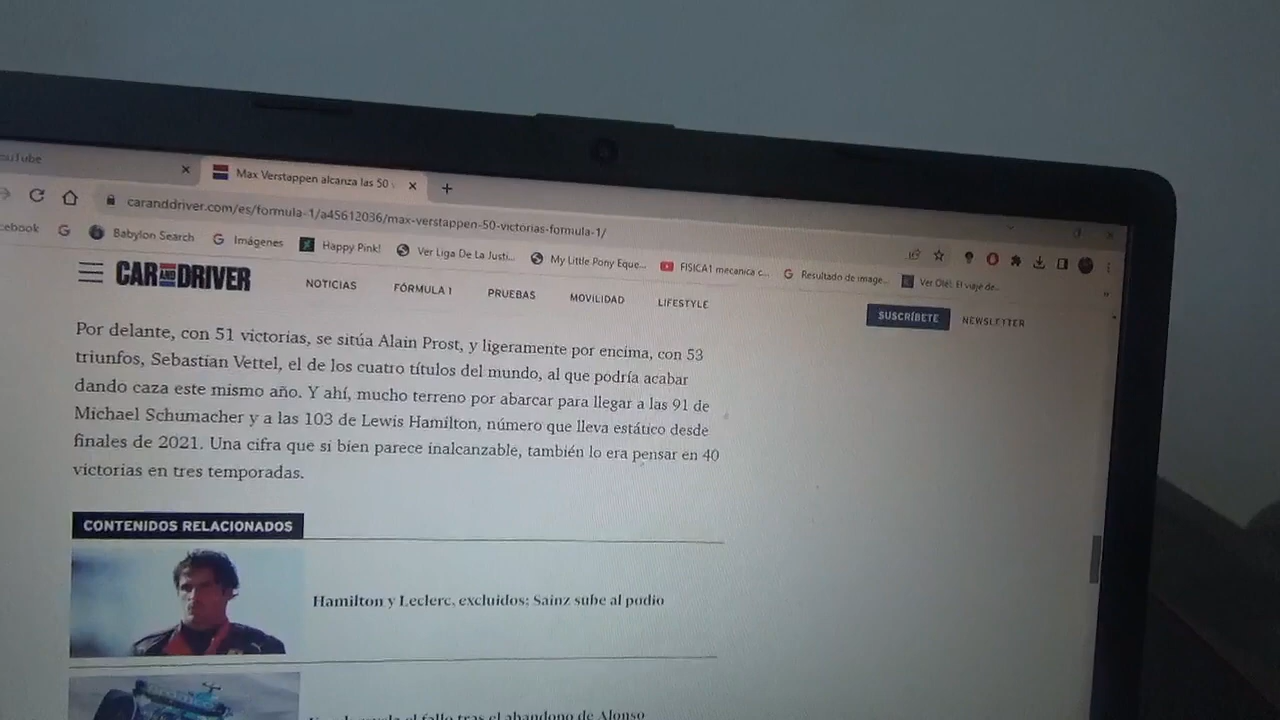 ouTube
Max Verstappen alcanza las 50
caranddriver.com/es/formula-1/a45612036/max-verstappen-50-victorias-formula-1/
cebook
Babylon Search
Imágenes
Happy Pink!
Ver Liga De La Justi...
My Little Pony Eque...
FISICA1 mecanica c...
Resultado de image...
Ver Olé!. El viaje de...
CAR AND DRIVER
NOTICIAS
FÓRMULA 1
PRUEBAS
MOVILIDAD
LIFESTYLE
SUSCRÍBETE
NEWSLETTER
Por delante, con 51 victorias, se sitúa Alain Prost, y ligeramente por encima, con 53
triunfos, Sebastian Vettel, el de los cuatro títulos del mundo, al que podría acabar
dando caza este mismo año. Y ahí, mucho terreno por abarcar para llegar a las 91 de
Michael Schumacher y a las 103 de Lewis Hamilton, número que lleva estático desde
finales de 2021. Una cifra que si bien parece inalcanzable, también lo era pensar en 40
victorias en tres temporadas.
CONTENIDOS RELACIONADOS
Hamilton y Leclerc, excluidos; Sainz sube al podio
fallo tras el abandono de Alonso